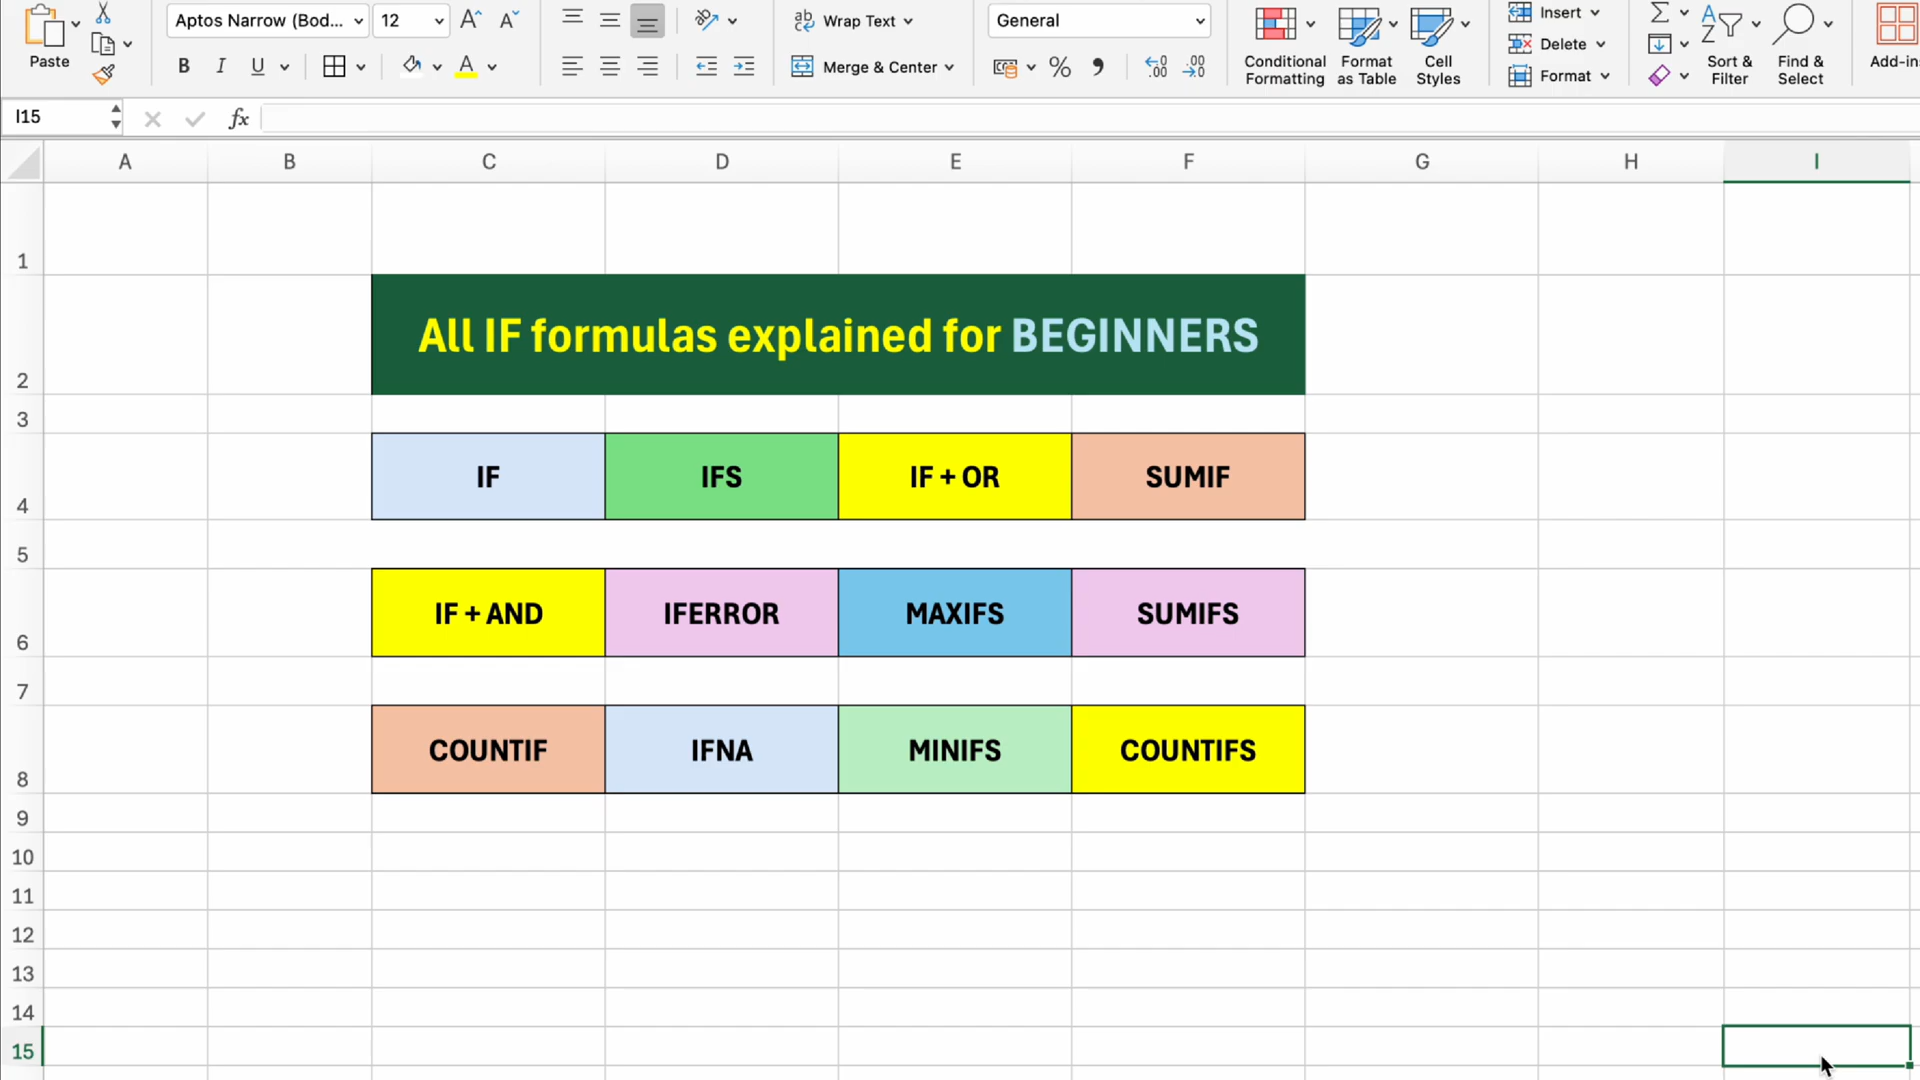 Paste
Aptos Narrow (Bod...
12
Wrap Text
General
Insert
Delete
Format
B I U
A
Merge & Center
%
Conditional Formatting
Format as Table
Cell Styles
Sort & Filter
Find & Select
Add-in
I15
fx
A B C D E F G H I
1
All IF formulas explained for BEGINNERS
2
3
IF IFS IF + OR SUMIF
4
5
IF + AND IFERROR MAXIFS SUMIFS
6
7
COUNTIF IFNA MINIFS COUNTIFS
8
9
10
11
12
13
14
15